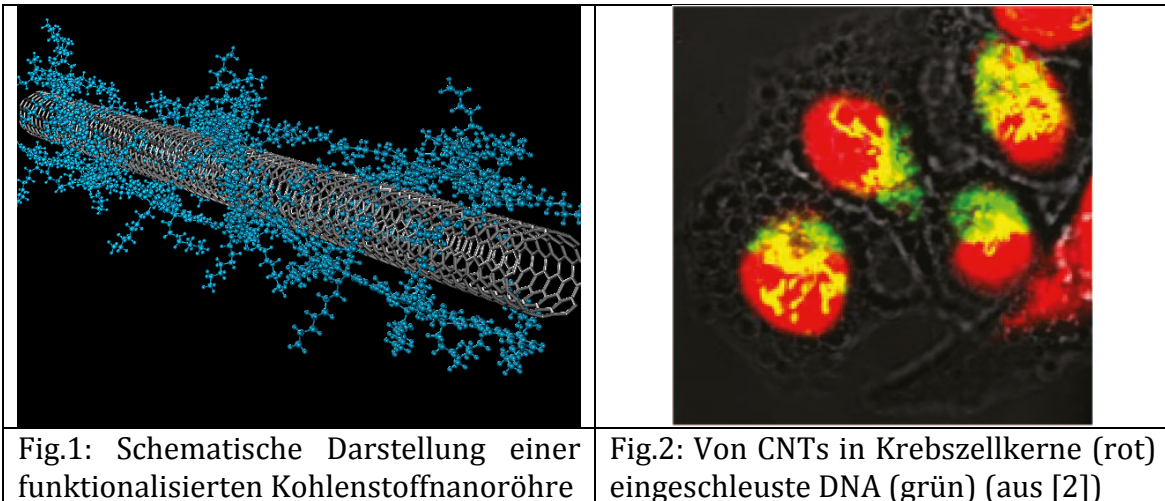 Fig.1: Schematische Darstellung einer
funktionalisierten Kohlenstoffnanoröhre
Fig.2: Von CNTs in Krebszellkerne (rot)
eingeschleuste DNA (grün) (aus [2])